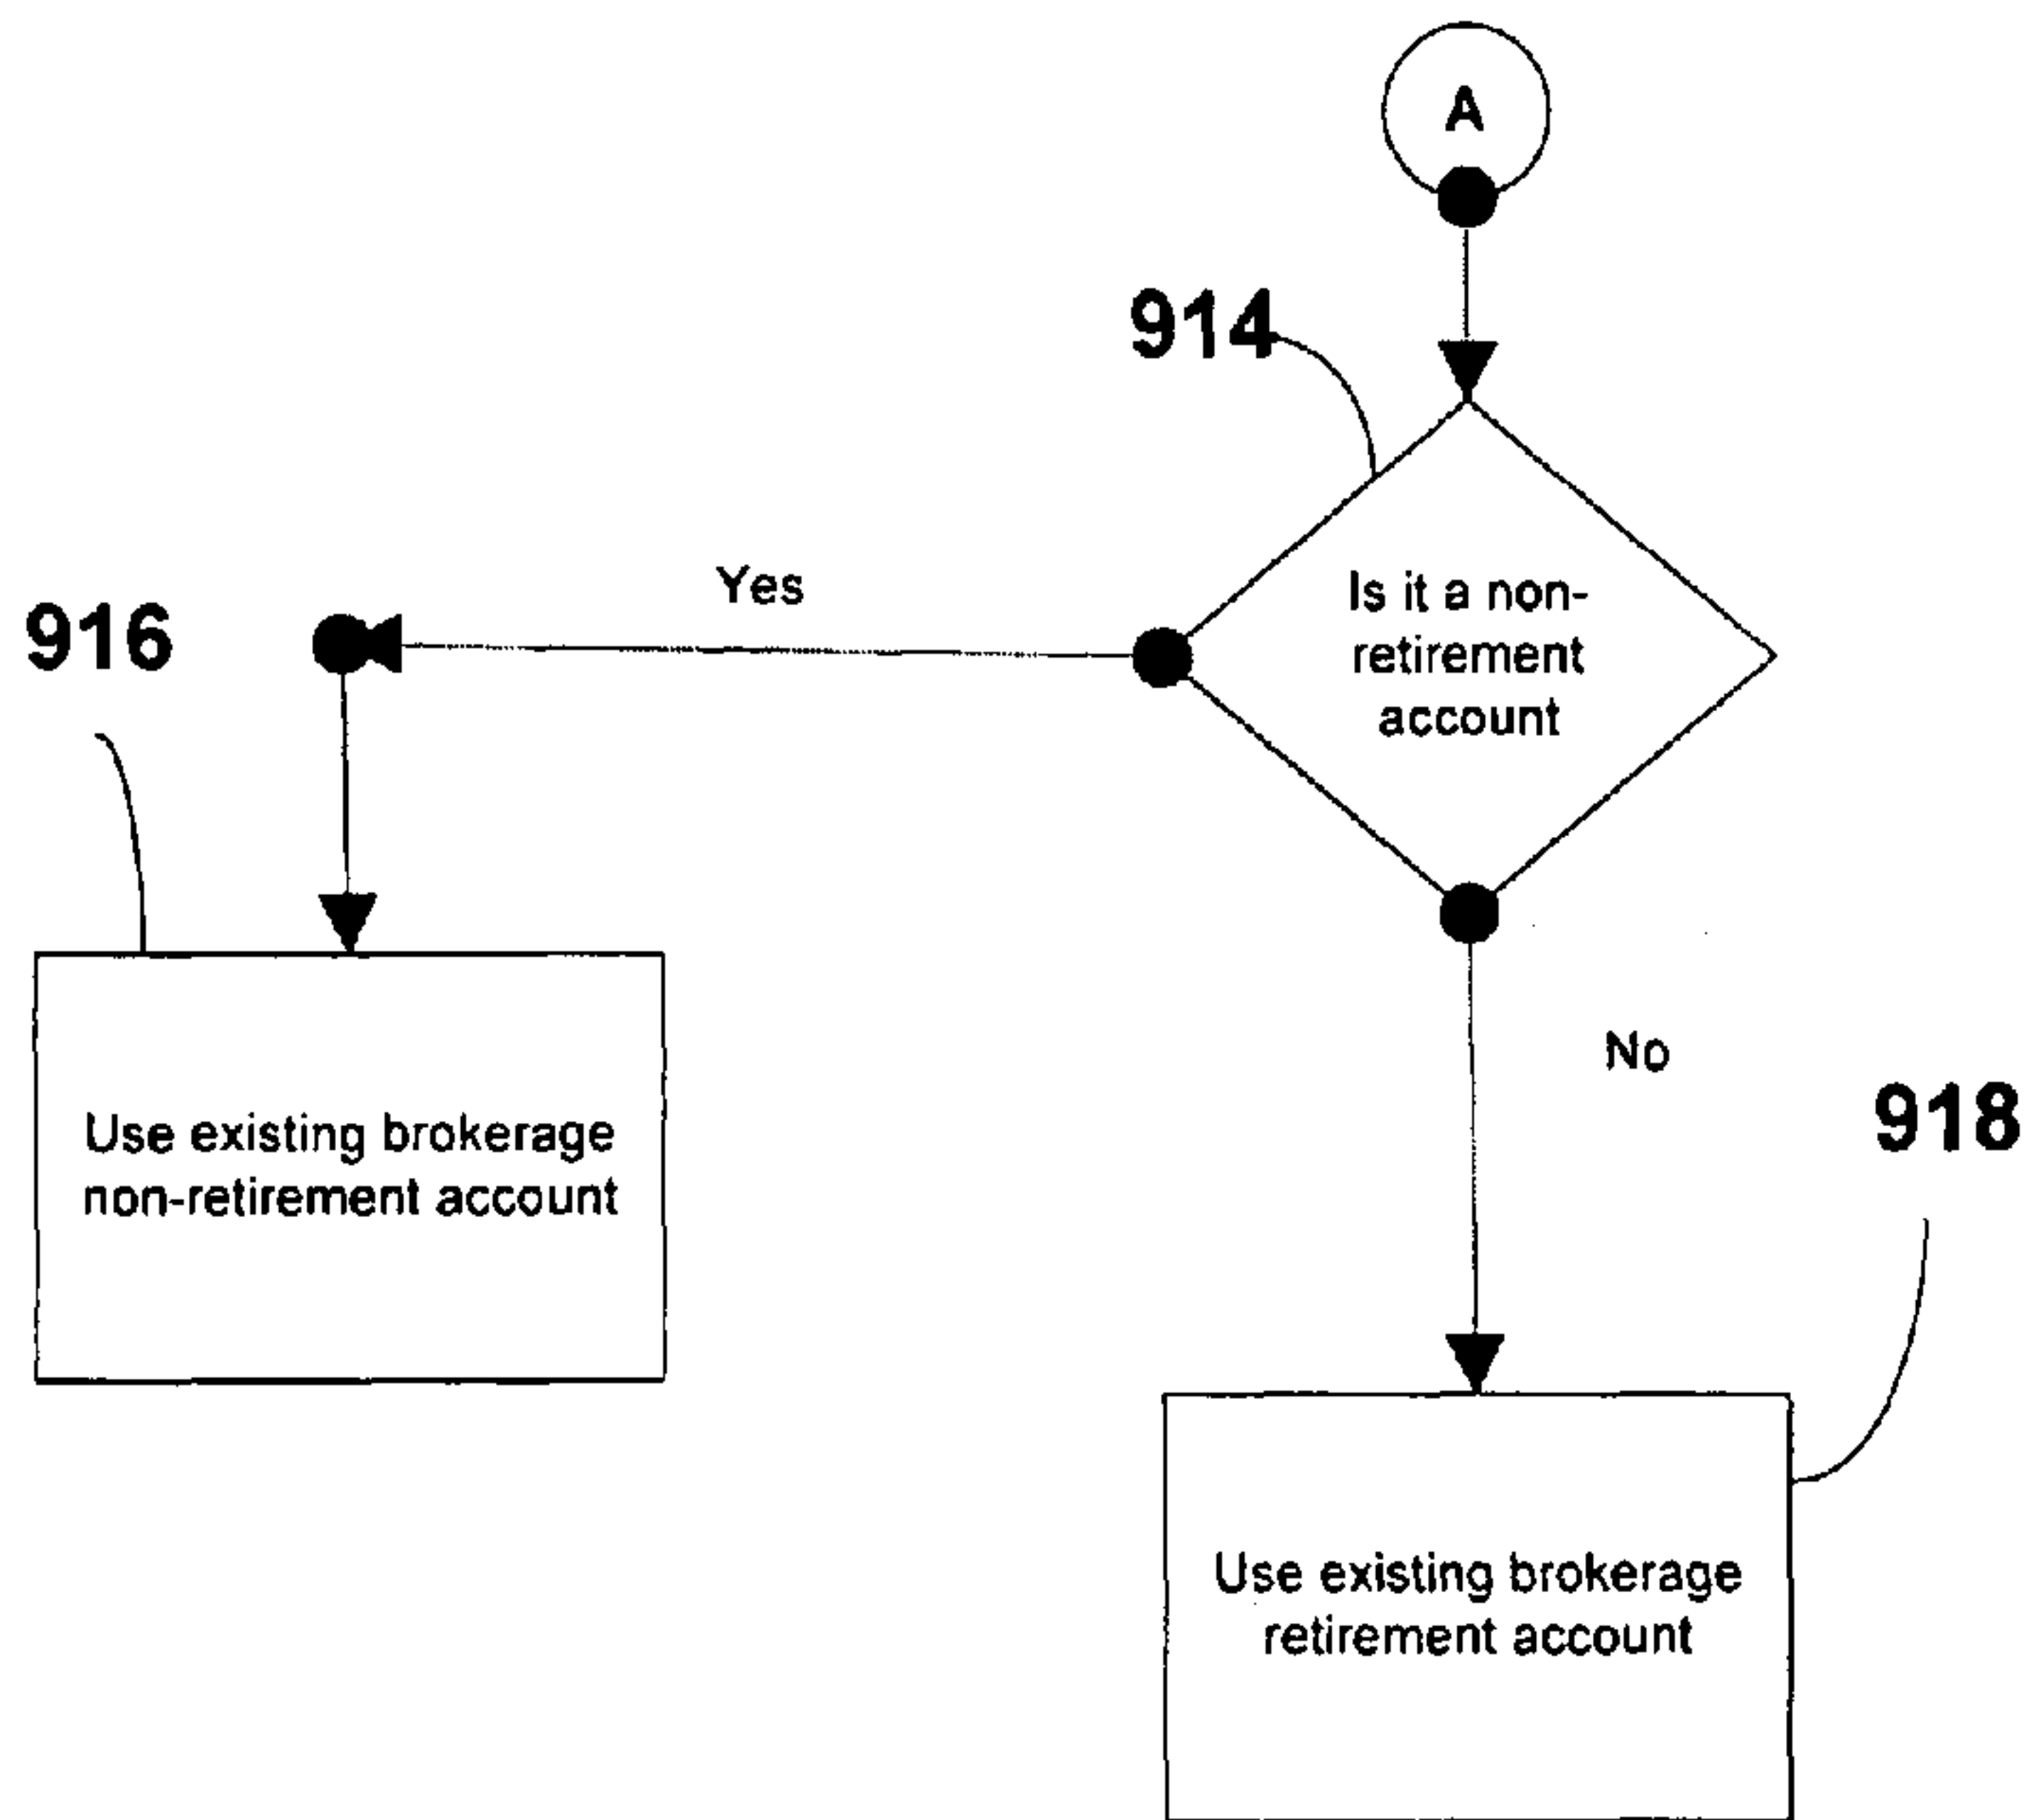 A
914
Is it a non-
retirement
account
Yes
916
Use existing brokerage
non-retirement account
No
918
Use existing brokerage
retirement account